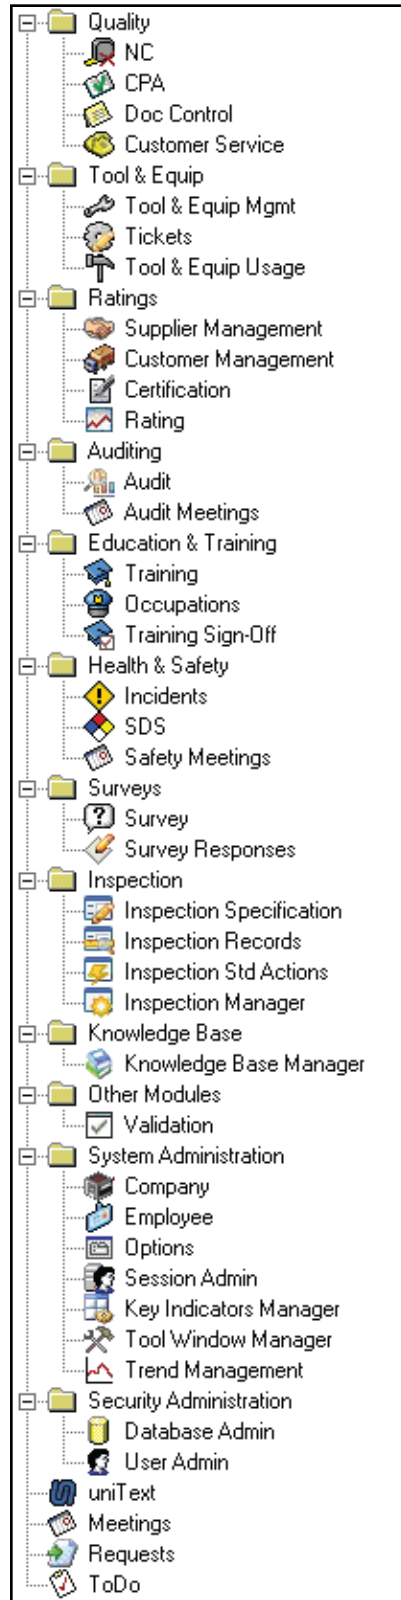 Quality
NC
CPA
Doc Control
Customer Service
Tool & Equip
Tool & Equip Mgmt
Tickets
Tool & Equip Usage
Ratings
Supplier Management
Customer Management
Certification
Rating
Auditing
Audit
Audit Meetings
Education & Training
Training
Occupations
Training Sign-Off
Health & Safety
Incidents
SDS
Safety Meetings
Surveys
Survey
Survey Responses
Inspection
Inspection Specification
Inspection Records
Inspection Std Actions
Inspection Manager
Knowledge Base
Knowledge Base Manager
Other Modules
Validation
System Administration
Company
Employee
Options
Session Admin
Key Indicators Manager
Tool Window Manager
Trend Management
Security Administration
Database Admin
User Admin
uniText
Meetings
Requests
ToDo